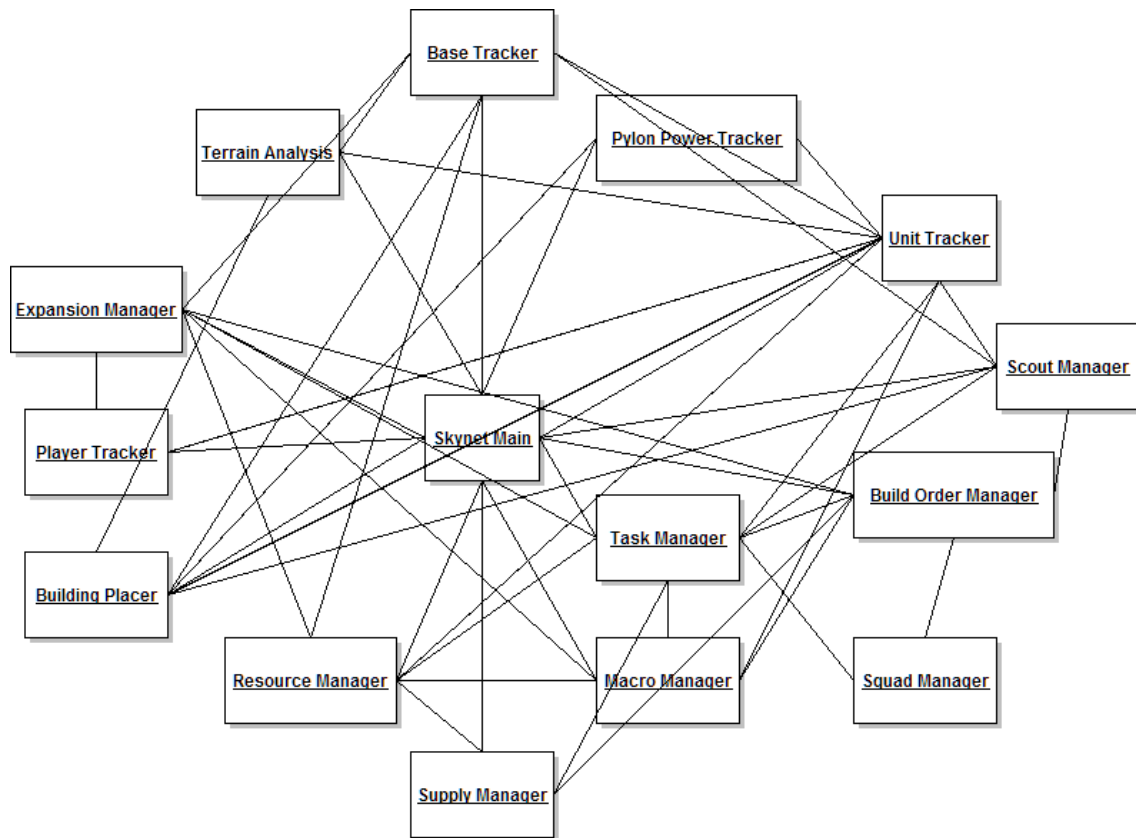 Base Tracker
Pylon Power Tracker
Terrain Analysis
Unit Tracker
Expansion Manager
Scout Manager
Player Tracker
Skynet Main
Build Order Manager
Task Manager
Building Placer
Resource Manager
Macro Manager
Squad Manager
Supply Manager